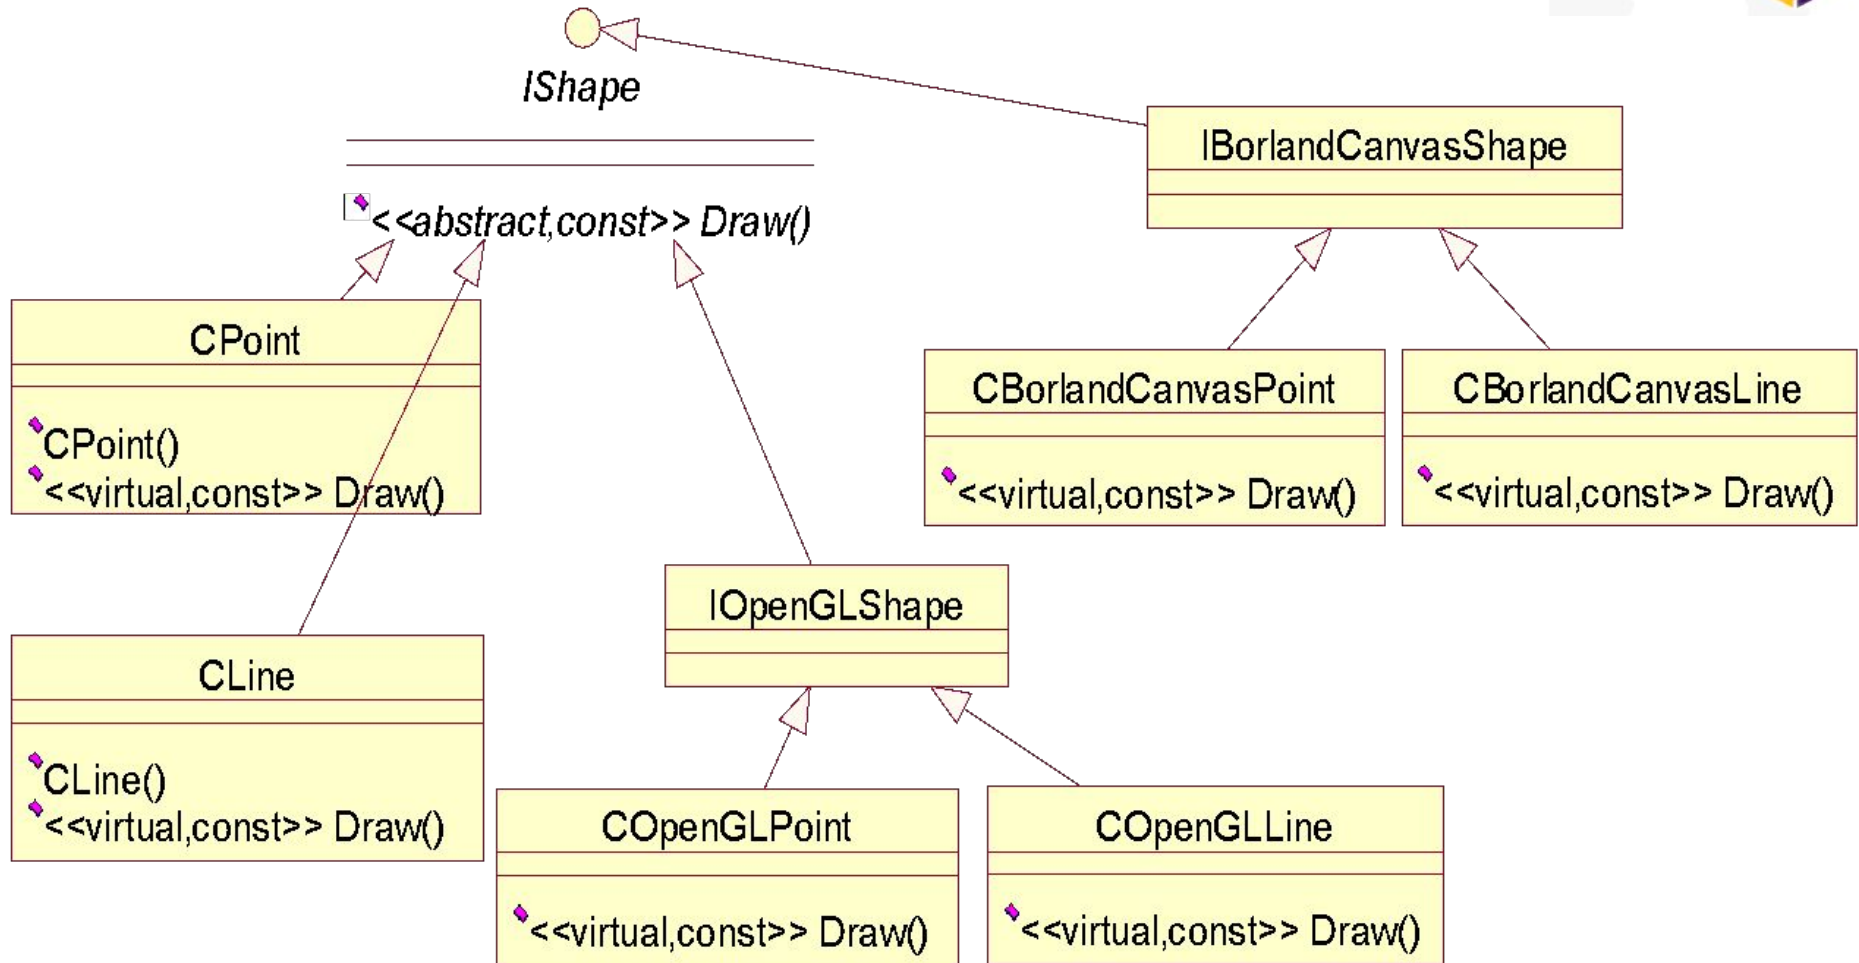 IShape
<<abstract,const>> Draw()
IBorlandCanvasShape
CPoint
CPoint()
<<virtual,const>> Draw()
CBorlandCanvasPoint
<<virtual,const>> Draw()
CBorlandCanvasLine
<<virtual,const>> Draw()
IOpenGLShape
CLine
CLine()
<<virtual,const>> Draw()
COpenGLPoint
<<virtual,const>> Draw()
COpenGLLine
<<virtual,const>> Draw()